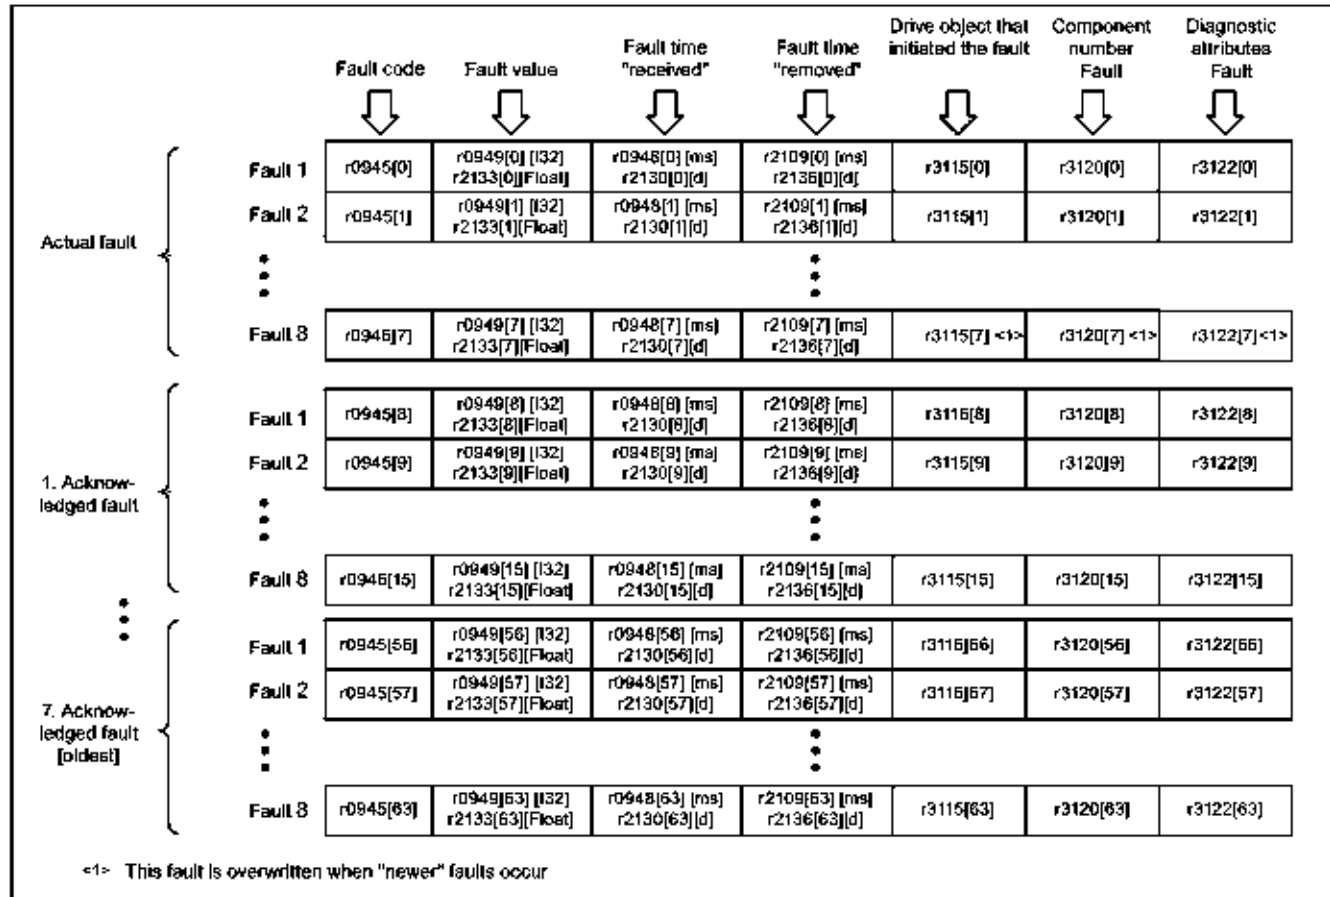 Fault code
Fault value
Fault time
"received"
Fault time
"removed"
Drive object that
initiated the fault
Component
number
Fault
Diagnostic
attributes
Fault
Actual fault
Fault 1
r0945[0]
r0949[0] [I32]
r2133[0][Float]
r0948[0] [ms]
r2130[0][d]
r2109[0] [ms]
r2136[0][d]
r3115[0]
r3120[0]
r3122[0]
Fault 2
r0945[1]
r0949[1] [I32]
r2133[1][Float]
r0948[1] [ms]
r2130[1][d]
r2109[1] [ms]
r2136[1][d]
r3115[1]
r3120[1]
r3122[1]
Fault 8
r0945[7]
r0949[7] [I32]
r2133[7][Float]
r0948[7] [ms]
r2130[7][d]
r2109[7] [ms]
r2136[7][d]
r3115[7] <1>
r3120[7] <1>
r3122[7] <1>
1. Acknow-
ledged fault
Fault 1
r0945[8]
r0949[8] [I32]
r2133[8][Float]
r0948[8] [ms]
r2130[8][d]
r2109[8] [ms]
r2136[8][d]
r3115[8]
r3120[8]
r3122[8]
Fault 2
r0945[9]
r0949[9] [I32]
r2133[9][Float]
r0948[9] [ms]
r2130[9][d]
r2109[9] [ms]
r2136[9][d]
r3115[9]
r3120[9]
r3122[9]
Fault 8
r0945[15]
r0949[15] [I32]
r2133[15][Float]
r0948[15] [ms]
r2130[15][d]
r2109[15] [ms]
r2136[15][d]
r3115[15]
r3120[15]
r3122[15]
7. Acknow-
ledged fault
[oldest]
Fault 1
r0945[56]
r0949[56] [I32]
r2133[56][Float]
r0948[56] [ms]
r2130[56][d]
r2109[56] [ms]
r2136[56][d]
r3115[56]
r3120[56]
r3122[56]
Fault 2
r0945[57]
r0949[57] [I32]
r2133[57][Float]
r0948[57] [ms]
r2130[57][d]
r2109[57] [ms]
r2136[57][d]
r3115[57]
r3120[57]
r3122[57]
Fault 8
r0945[63]
r0949[63] [I32]
r2133[63][Float]
r0948[63] [ms]
r2130[63][d]
r2109[63] [ms]
r2136[63][d]
r3115[63]
r3120[63]
r3122[63]
<1> This fault is overwritten when "newer" faults occur